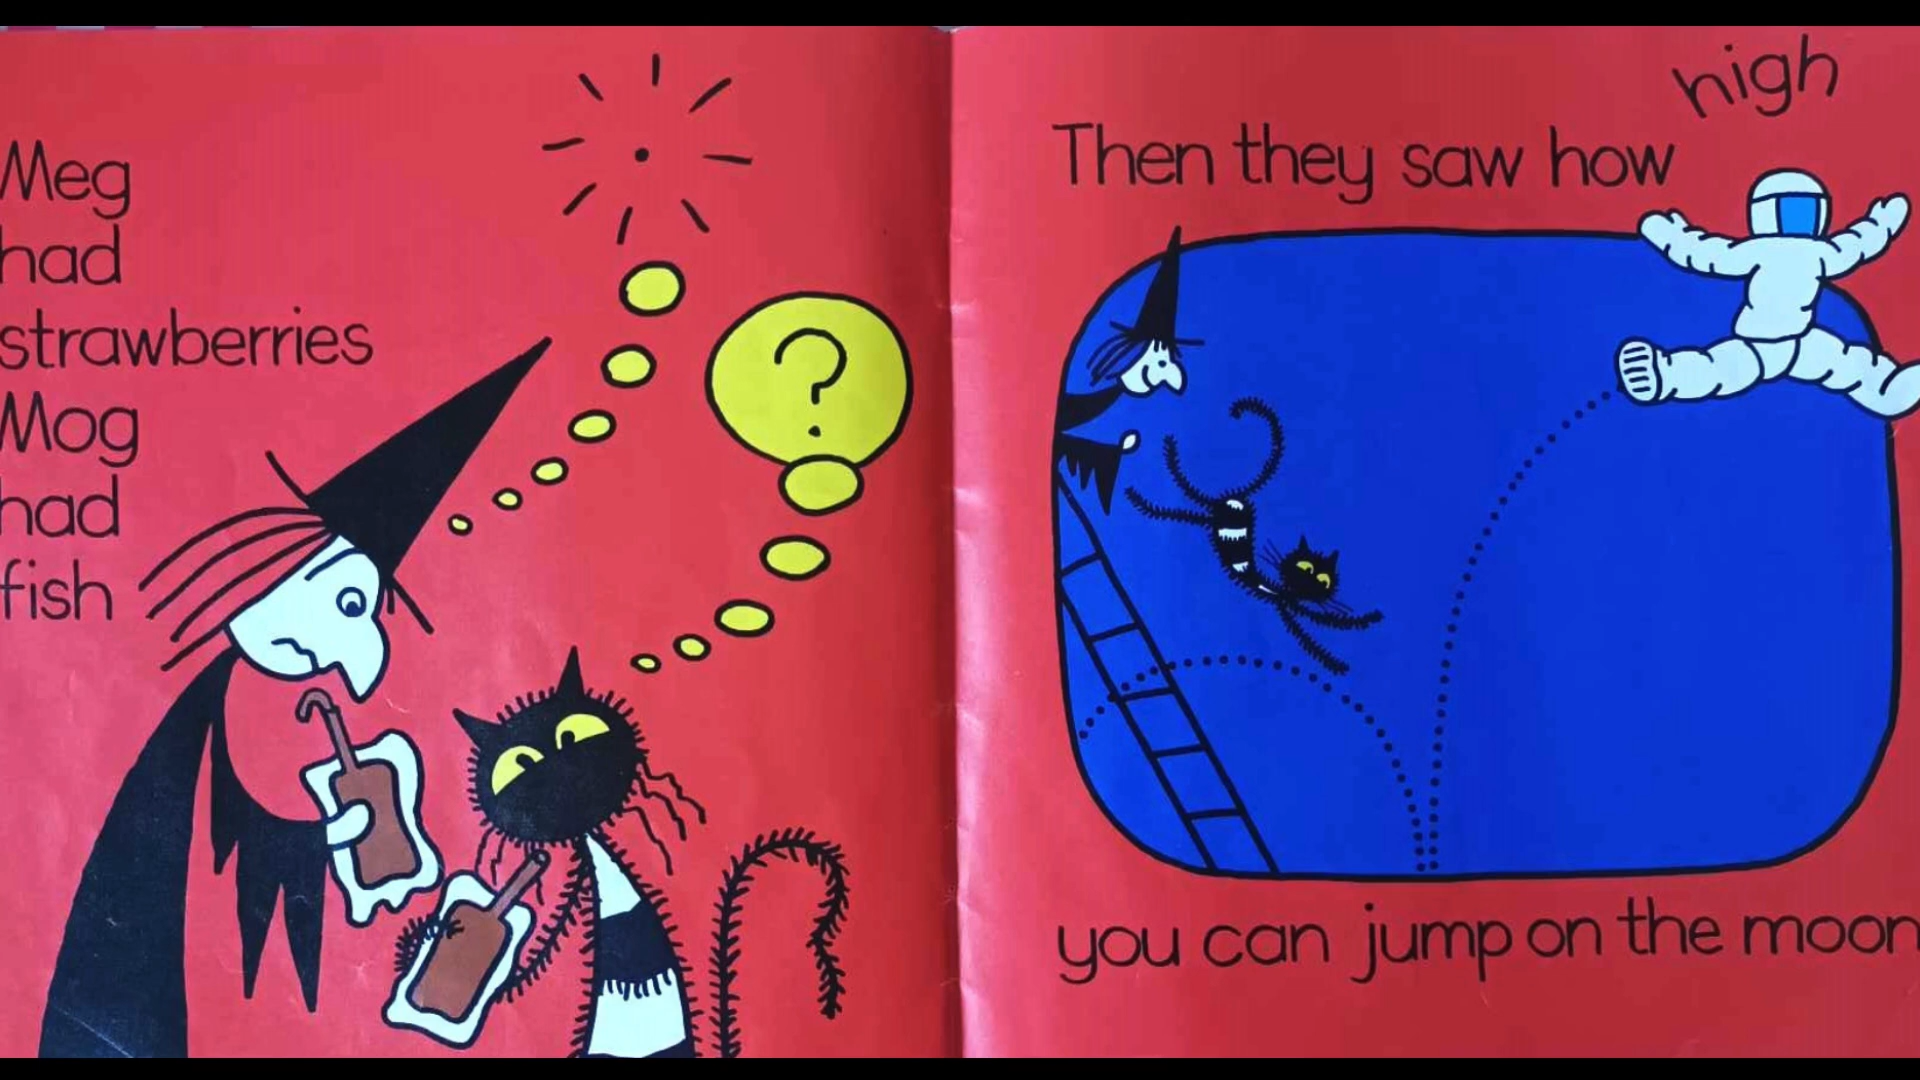 Meg
had
strawberries
Mog
had
fish
?
Then they saw how
high
you can jump on the moon